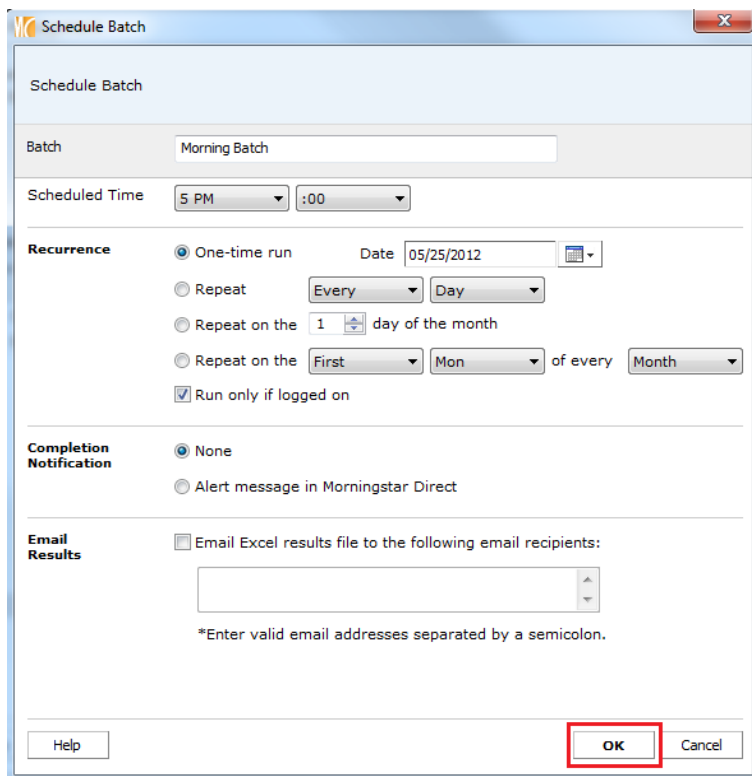 Schedule Batch
Schedule Batch
Batch Morning Batch
Scheduled Time 5 PM :00
Recurrence One-time run Date 05/25/2012
Repeat Every Day
Repeat on the 1 day of the month
Repeat on the First Mon of every Month
Run only if logged on
Completion
Notification
None
Alert message in Morningstar Direct
Email
Results
Email Excel results file to the following email recipients:
*Enter valid email addresses separated by a semicolon.
Help OK Cancel